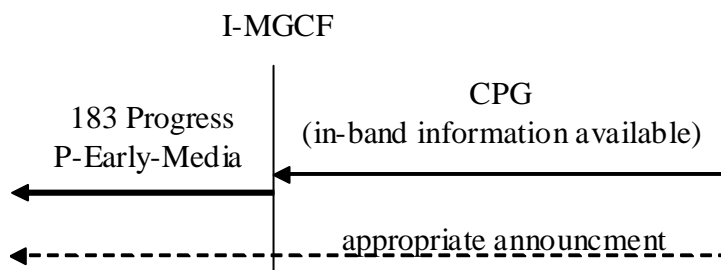 I-MGCF
183 Progress
P-Early-Media
CPG
(in-band information available)
appropriate announcment